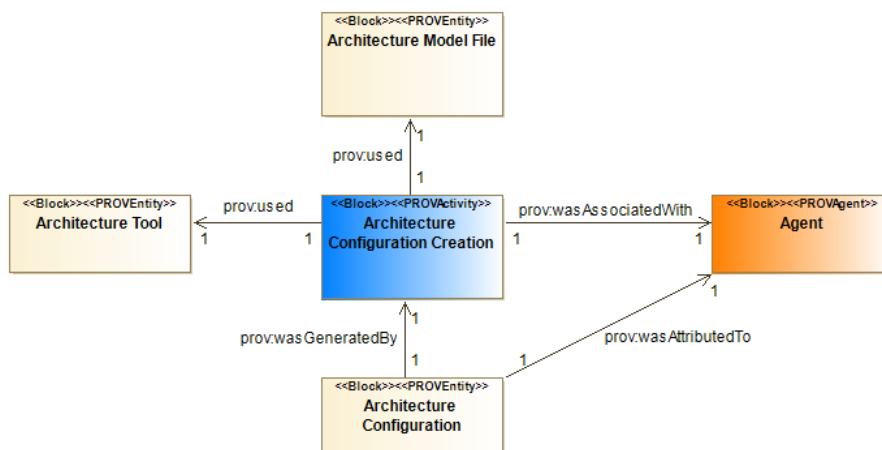 <<Block>><<PROVEntity>>
Architecture Model File
1
prov:used
1
<<Block>><<PROVEntity>>
Architecture Tool
prov:used
1
1
<<Block>><<PROVActivity>>
Architecture
Configuration Creation
prov:wasAssociatedWith
1
1
<<Block>><<PROVAgent>>
Agent
1
prov:wasGeneratedBy
1
prov:wasAttributedTo
1
1
<<Block>><<PROVEntity>>
Architecture
Configuration